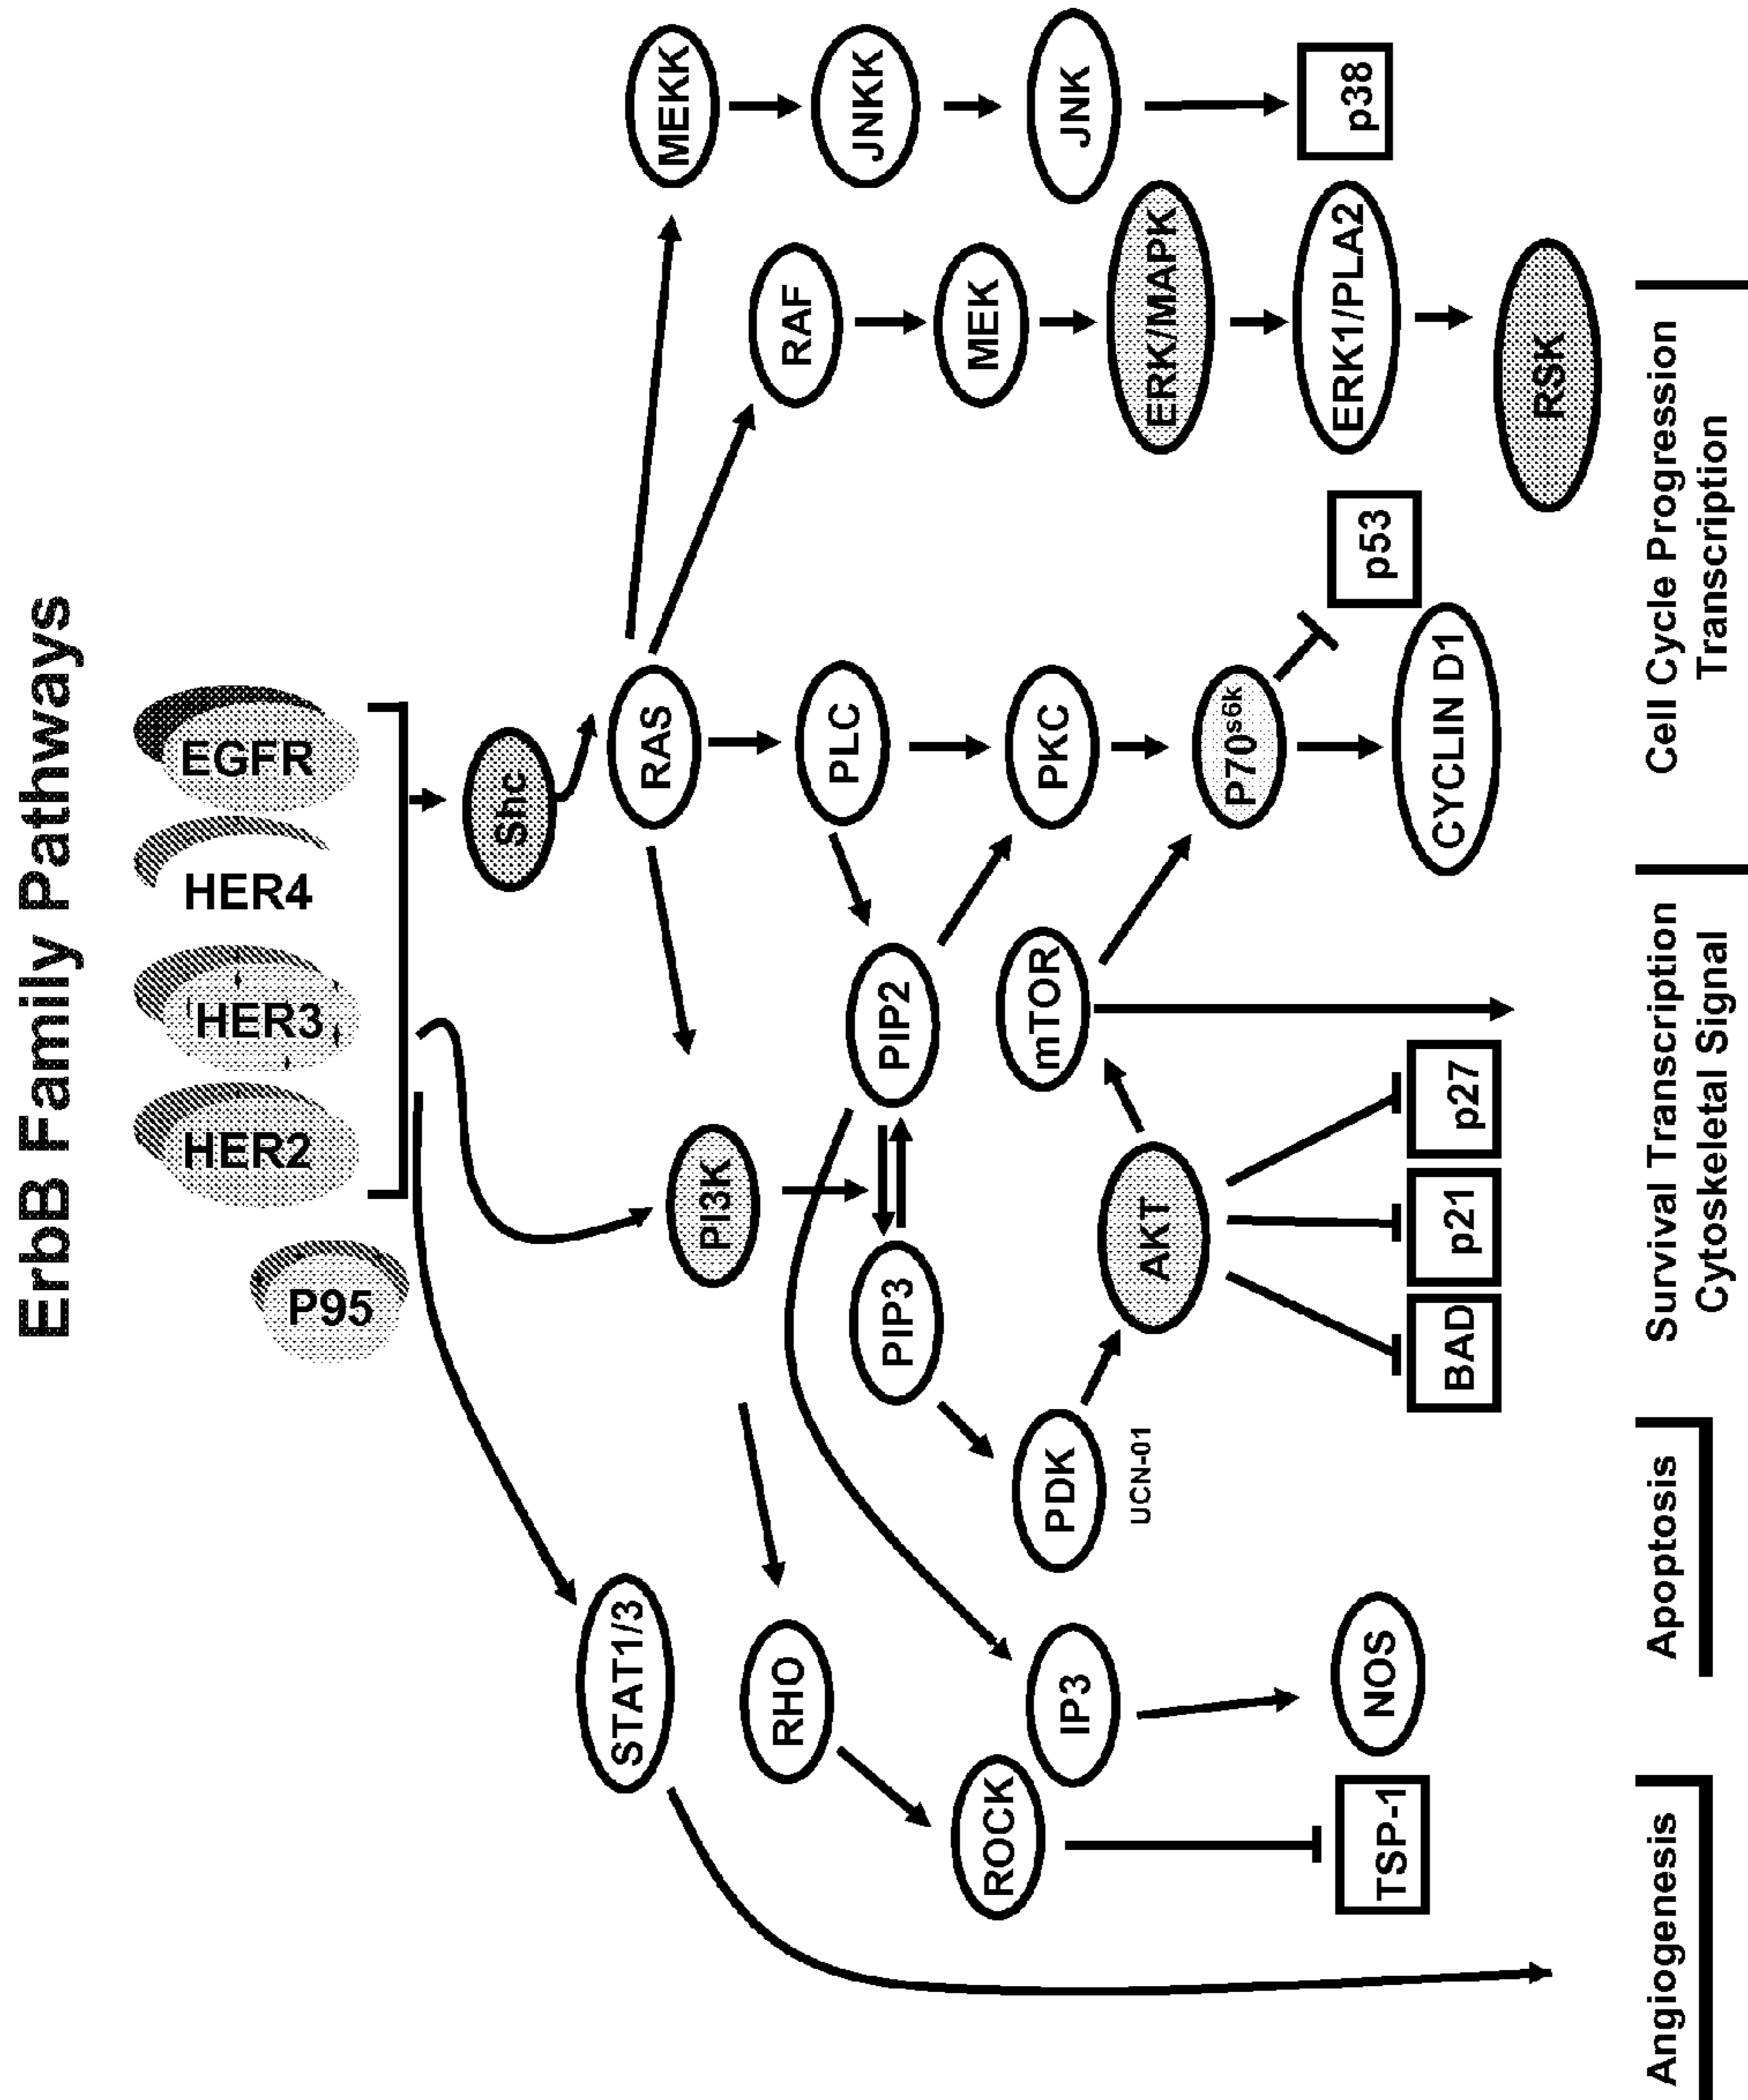 ErbB Family Pathways
P95
HER2
HER3
HER4
EGFR
Shc
STAT1/3
PI3K
RAS
MEKK
RHO
PIP3
PIP2
PLC
RAF
JNKK
ROCK
IP3
PDK
UCN-01
AKT
mTOR
PKC
MEK
JNK
P70s6k
ERK/MAPK
TSP-1
NOS
BAD
p21
p27
CYCLIN D1
p53
ERK1/PLA2
p38
RSK
Angiogenesis
Apoptosis
Survival Transcription
Cytoskeletal Signal
Cell Cycle Progression
Transcription